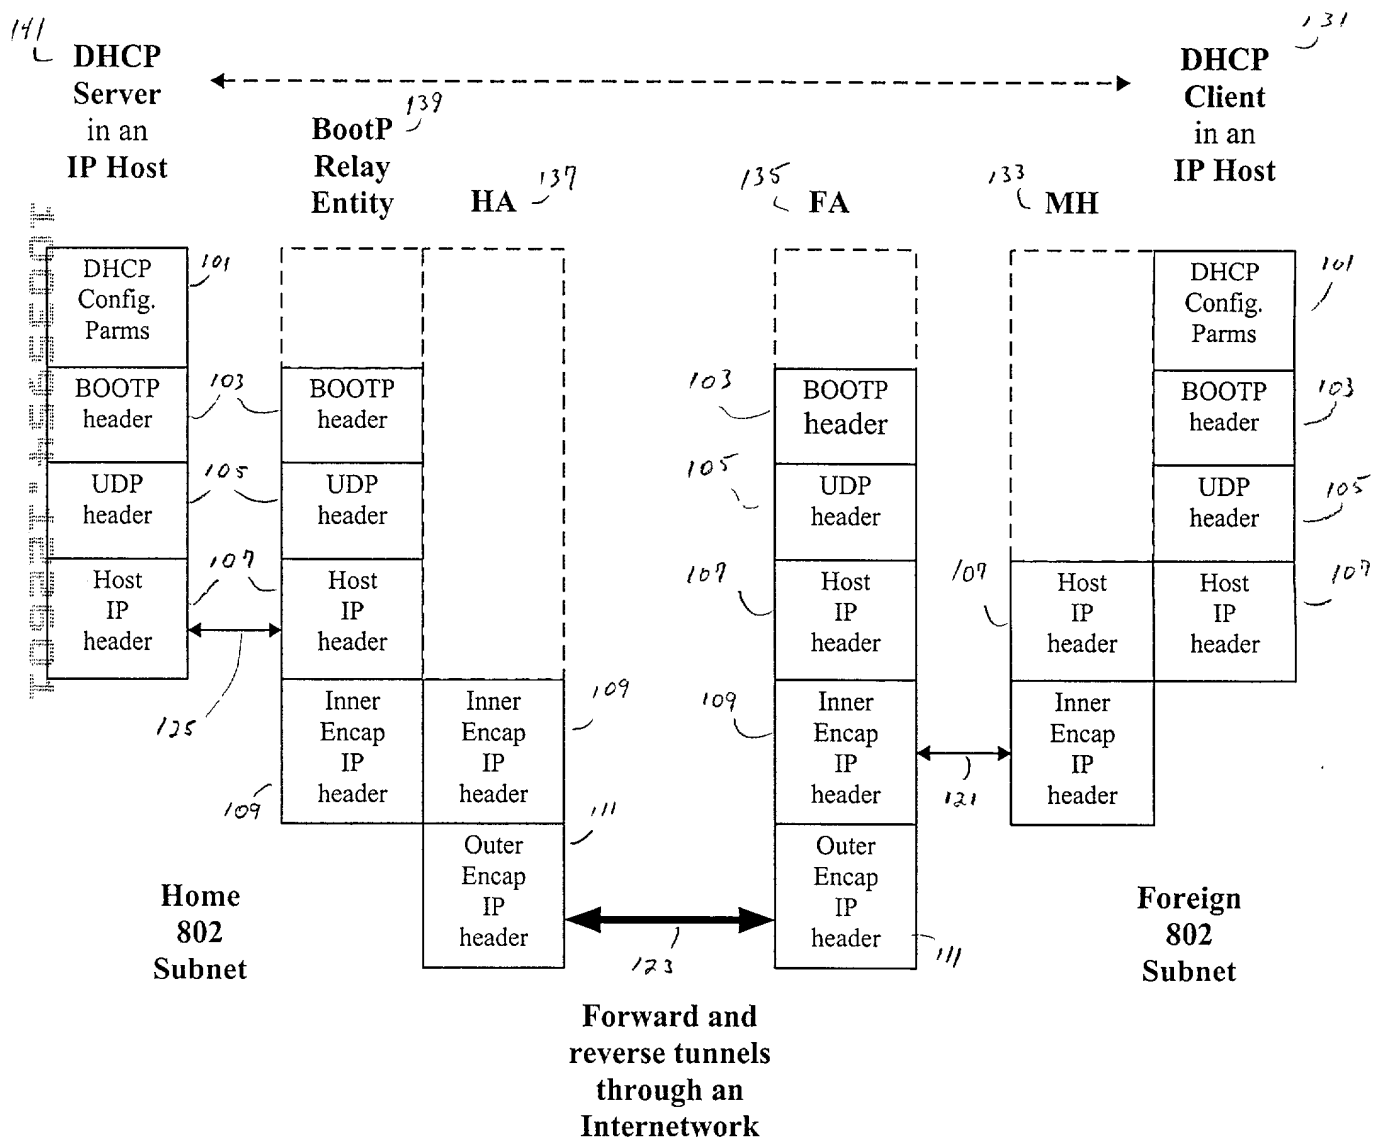 141
131
DHCP
Server
in an
IP Host
DHCP
Client
in an
IP Host
139
BootP
Relay
Entity
137
HA
135
FA
133
MH
DHCP
Config.
Parms
101
DHCP
Config.
Parms
101
BOOTP
header
103
BOOTP
header
103
BOOTP
header
BOOTP
header
103
UDP
header
105
UDP
header
105
UDP
header
UDP
header
105
Host
IP
header
107
Host
IP
header
107
Host
IP
header
107
Host
IP
header
Host
IP
header
107
125
Inner
Encap
IP
header
109
Inner
Encap
IP
header
109
109
Inner
Encap
IP
header
121
Inner
Encap
IP
header
Outer
Encap
IP
header
111
Outer
Encap
IP
header
111
123
Home
802
Subnet
Foreign
802
Subnet
Forward and
reverse tunnels
through an
Internetwork